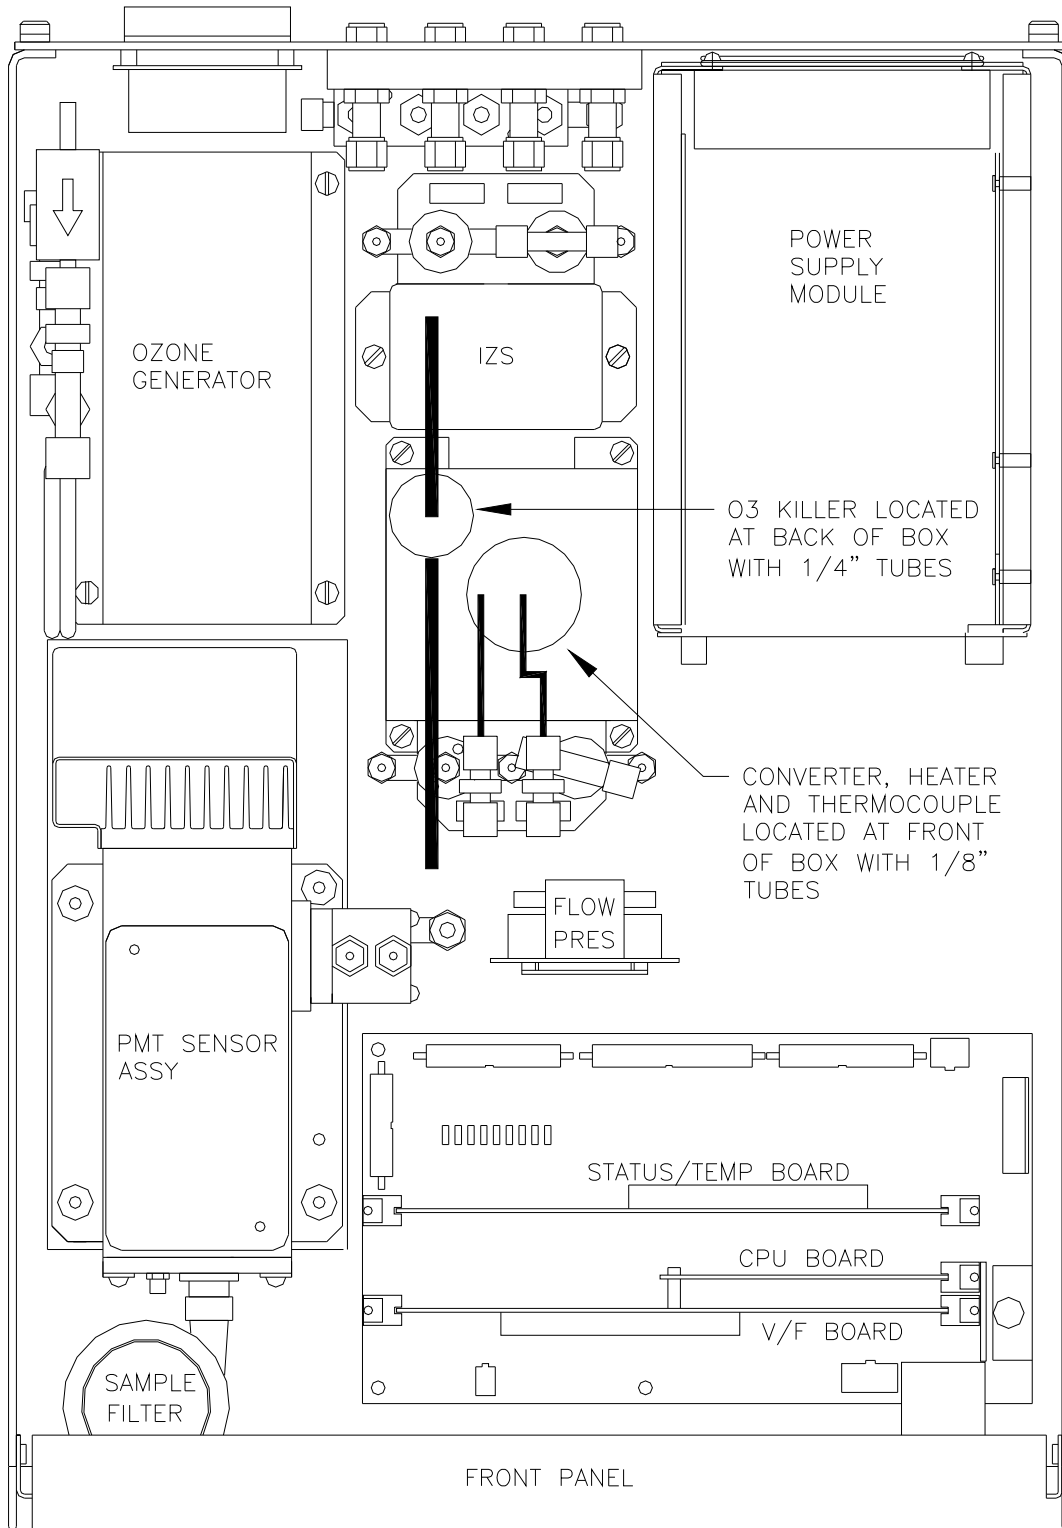 POWER
SUPPLY
MODULE
OZONE
GENERATOR
IZS
O3 KILLER LOCATED
AT BACK OF BOX
WITH 1/4" TUBES
CONVERTER, HEATER
AND THERMOCOUPLE
LOCATED AT FRONT
OF BOX WITH 1/8"
TUBES
FLOW
PRES
PMT SENSOR
ASSY
STATUS/TEMP BOARD
CPU BOARD
V/F BOARD
SAMPLE
FILTER
FRONT PANEL